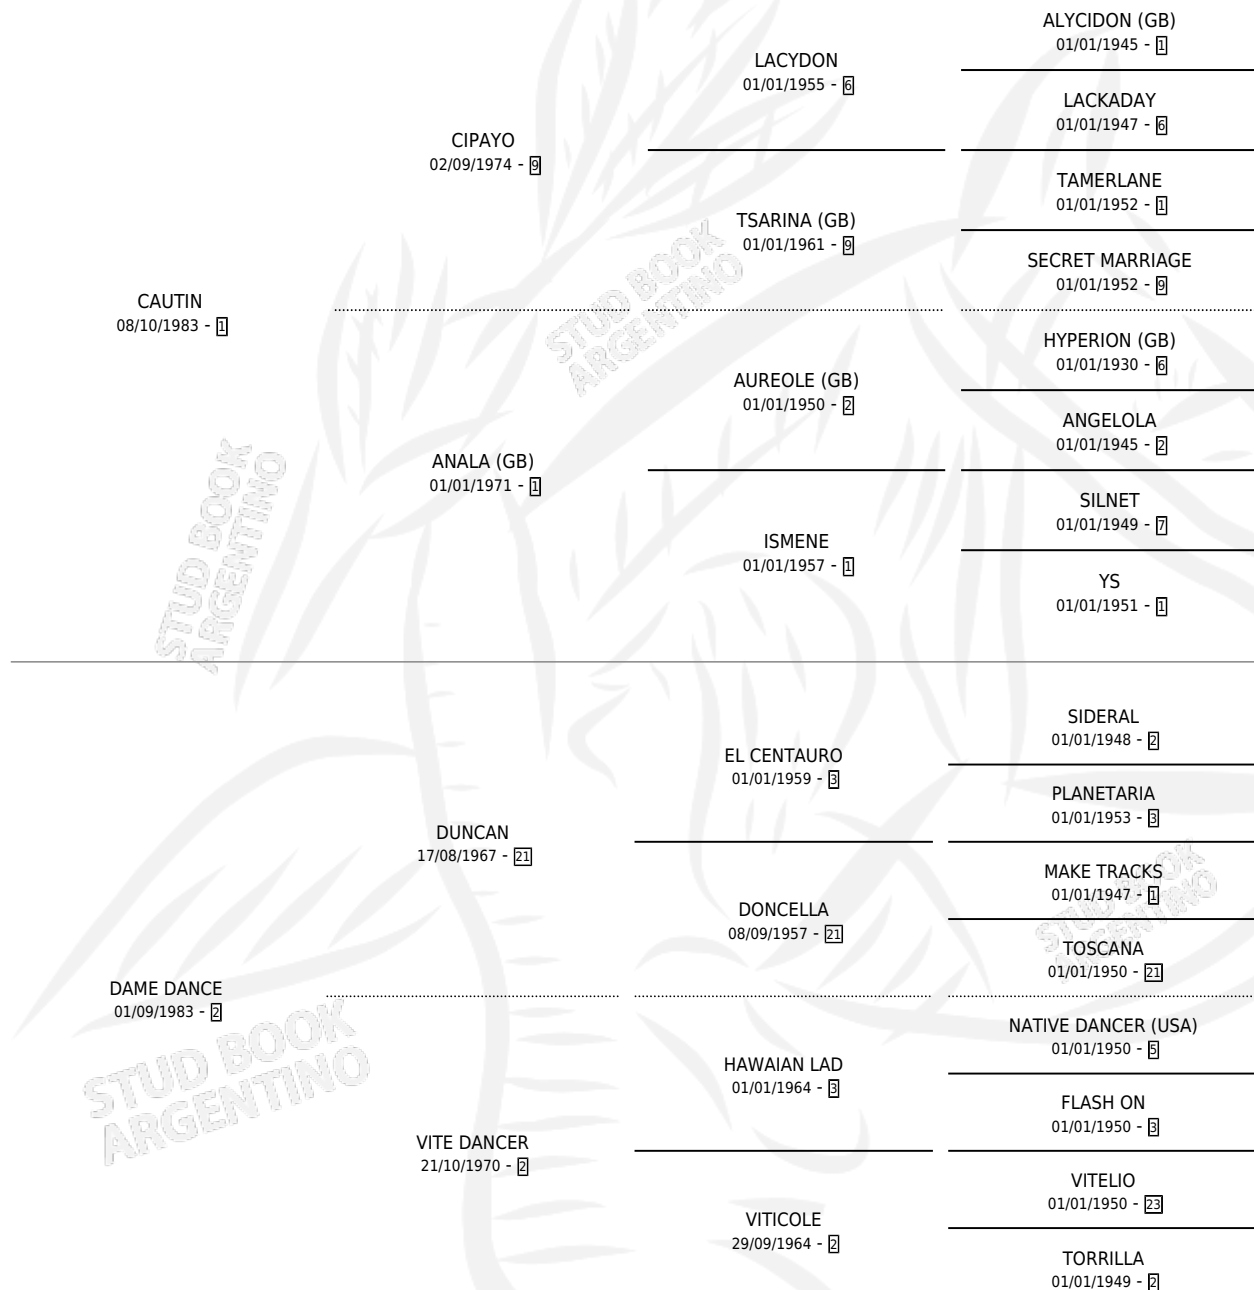 ALYCIDON (GB)
01/01/1945 - 1
LACYDON
01/01/1955 - 6
LACKADAY
01/01/1947 - 6
CIPAYO
02/09/1974 - 9
TAMERLANE
01/01/1952 - 1
TSARINA (GB)
01/01/1961 - 9
SECRET MARRIAGE
01/01/1952 - 9
CAUTIN
08/10/1983 - 1
HYPERION (GB)
01/01/1930 - 6
AUREOLE (GB)
01/01/1950 - 2
ANGELOLA
01/01/1945 - 2
ANALA (GB)
01/01/1971 - 1
SILNET
01/01/1949 - 7
ISMENE
01/01/1957 - 1
YS
01/01/1951 - 1
SIDERAL
01/01/1948 - 2
EL CENTAURO
01/01/1959 - 3
PLANETARIA
01/01/1953 - 3
DUNCAN
17/08/1967 - 21
MAKE TRACKS
01/01/1947 - 1
DONCELLA
08/09/1957 - 21
TOSCANA
01/01/1950 - 21
DAME DANCE
01/09/1983 - 2
NATIVE DANCER (USA)
01/01/1950 - 5
HAWAIAN LAD
01/01/1964 - 3
FLASH ON
01/01/1950 - 3
VITE DANCER
21/10/1970 - 2
VITELIO
01/01/1950 - 23
VITICOLE
29/09/1964 - 2
TORRILLA
01/01/1949 - 2
STUD BOOK
ARGENTINO
STUD BOOK
ARGENTINO
STUD BOOK
ARGENTINO
STUD BOOK
ARGENTINO